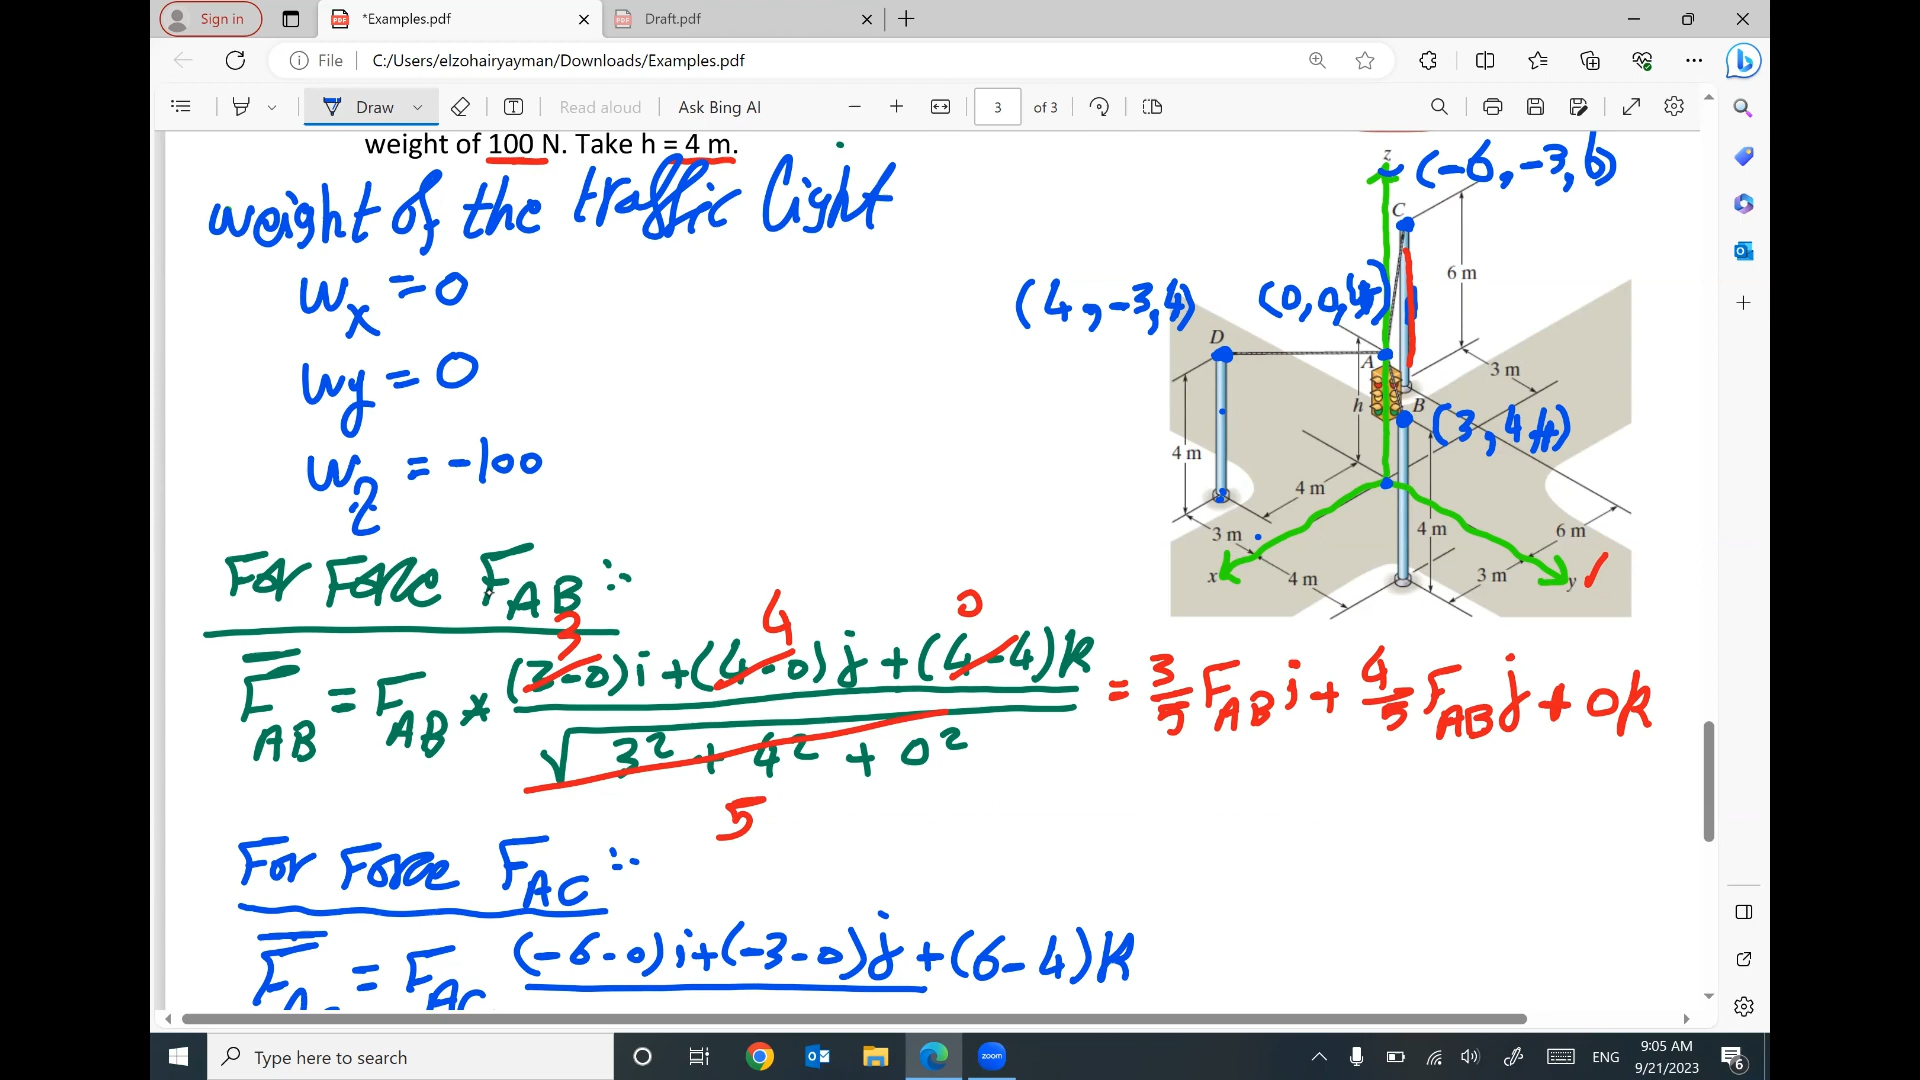 Sign in
*Examples.pdf
Draft.pdf
File
C:/Users/elzohairyayman/Downloads/Examples.pdf
Draw
Read aloud
Ask Bing AI
3
of 3
weight of 100 N. Take h = 4 m.
weight of the traffic light
Wx = 0
Wy = 0
Wz = -100
z
(-6, -3, 6)
C
6 m
(4, -3, 4)
(0, 0, 4)
D
A
3 m
h
B
(3, 4, 4)
4 m
4 m
3 m
4 m
6 m
x
4 m
3 m
y
For Force FAB :-
3
4
0
FAB = FAB * (3-0)i + (4-0)j + (4-4)k
= 3/5 FAB i + 4/5 FAB j + 0k
√3² + 4² + 0²
5
For Force FAC :-
(-6-0)i + (-3-0)j + (6-4)k
= FAC
Type here to search
zoom
ENG
9:05 AM
9/21/2023
6